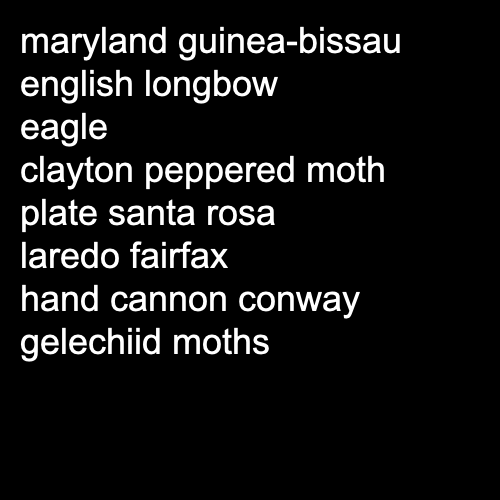 maryland guinea-bissau
english longbow
eagle
clayton peppered moth
plate santa rosa
laredo fairfax
hand cannon conway
gelechiid moths